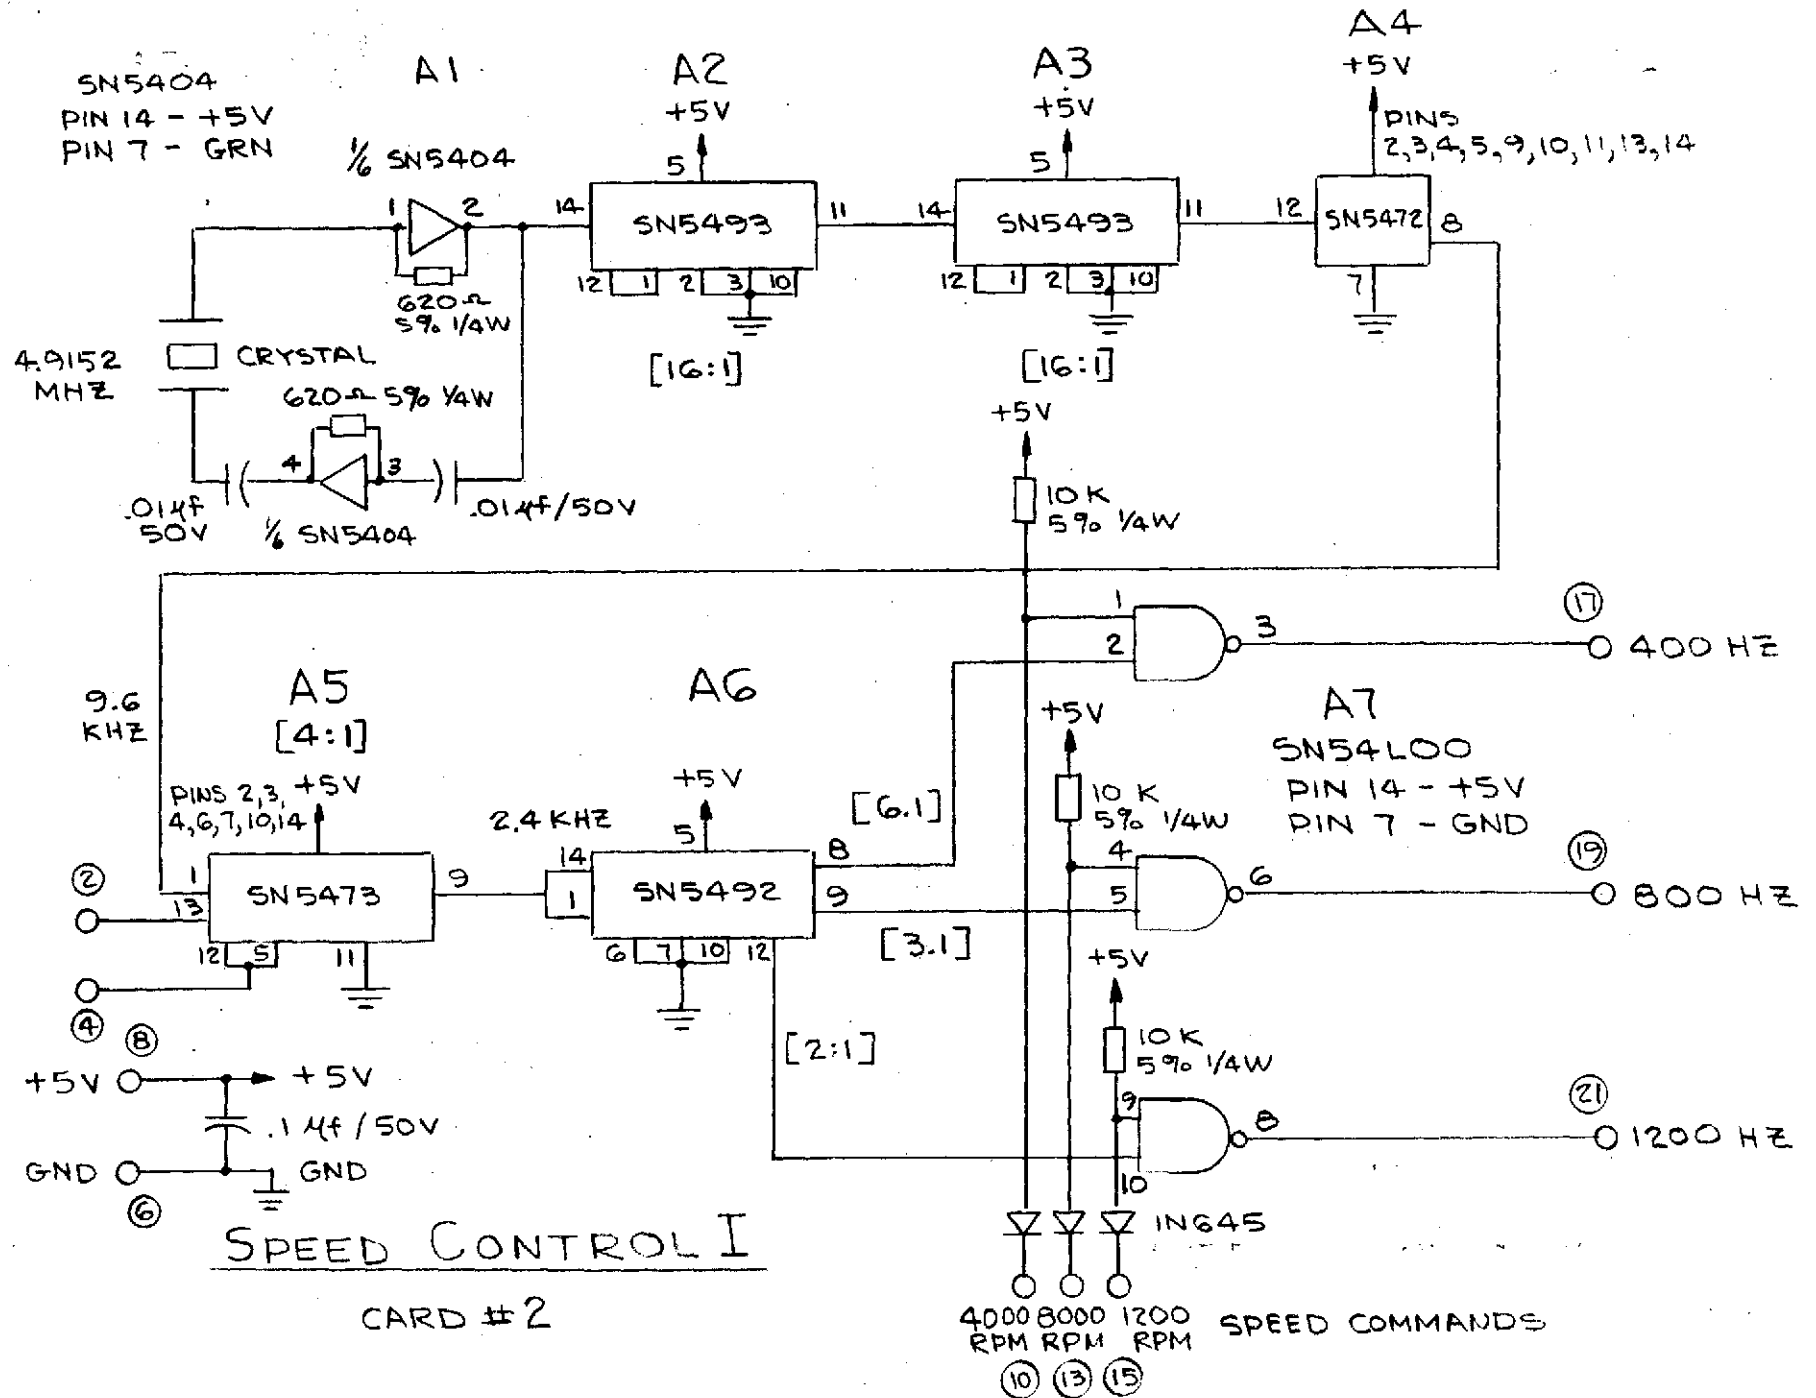 SN5404
PIN 14 - +5V
PIN 7 - GRN
A1
1/6 SN5404
1
2
620Ω
5% 1/4W
4.9152
MHZ
CRYSTAL
620Ω 5% 1/4W
4
3
.01μf
50V
1/6 SN5404
.01μf/50V
A2
+5V
5
14
SN5493
11
12
1
2
3
10
[16:1]
A3
+5V
5
14
SN5493
11
12
1
2
3
10
[16:1]
A4
+5V
PINS
2,3,4,5,9,10,11,13,14
12
SN5472
8
7
+5V
10 K
5% 1/4W
1
2
3
17
400 HZ
9.6
KHZ
A5
[4:1]
PINS 2,3,
4,6,7,10,14
+5V
2
1
13
SN5473
9
12
5
11
4
A6
+5V
2.4 KHZ
5
14
1
SN5492
8
9
6
7
10
12
[6.1]
[3.1]
[2:1]
+5V
10 K
5% 1/4W
4
5
6
A7
SN54L00
PIN 14 - +5V
PIN 7 - GND
19
800 HZ
+5V
10 K
5% 1/4W
9
10
8
21
1200 HZ
8
+5V
+5V
.1 μf / 50V
GND
GND
6
1N645
4000
RPM
10
8000
RPM
13
1200
RPM
15
SPEED COMMANDS
SPEED CONTROL I
CARD #2